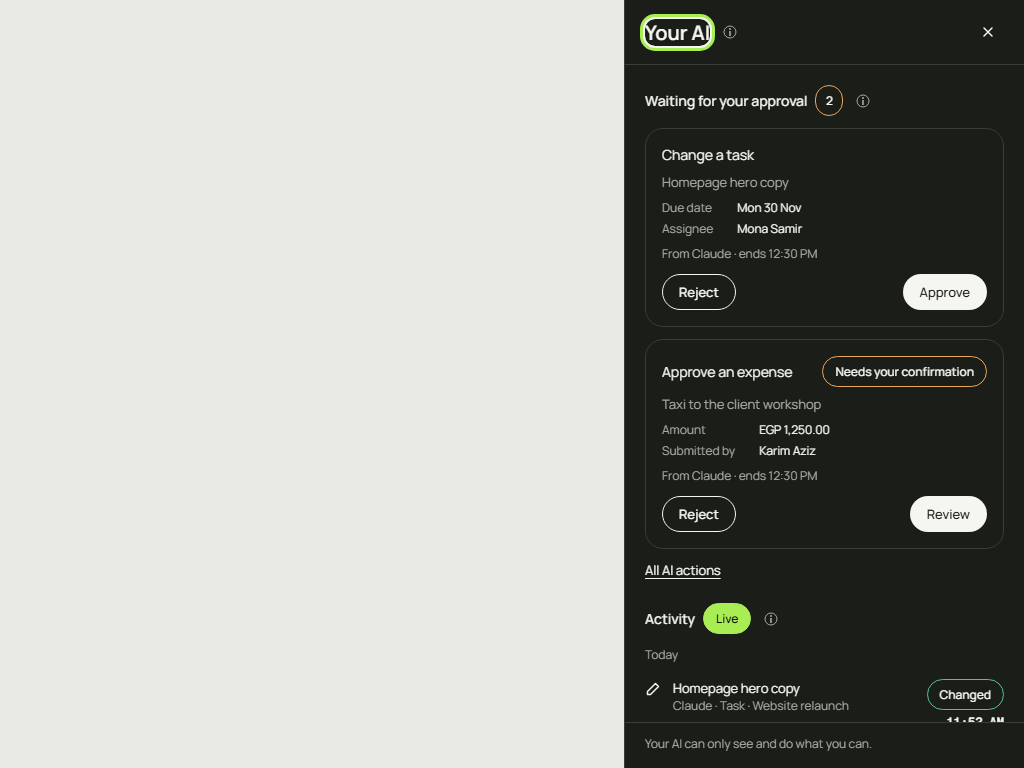 Your AI
Waiting for your approval 2
Change a task
Homepage hero copy
Due date Mon 30 Nov
Assignee Mona Samir
From Claude · ends 12:30 PM
Reject Approve
Approve an expense Needs your confirmation
Taxi to the client workshop
Amount EGP 1,250.00
Submitted by Karim Aziz
From Claude · ends 12:30 PM
Reject Review
All AI actions
Activity Live
Today
Homepage hero copy Changed
Claude · Task · Website relaunch
Your AI can only see and do what you can.